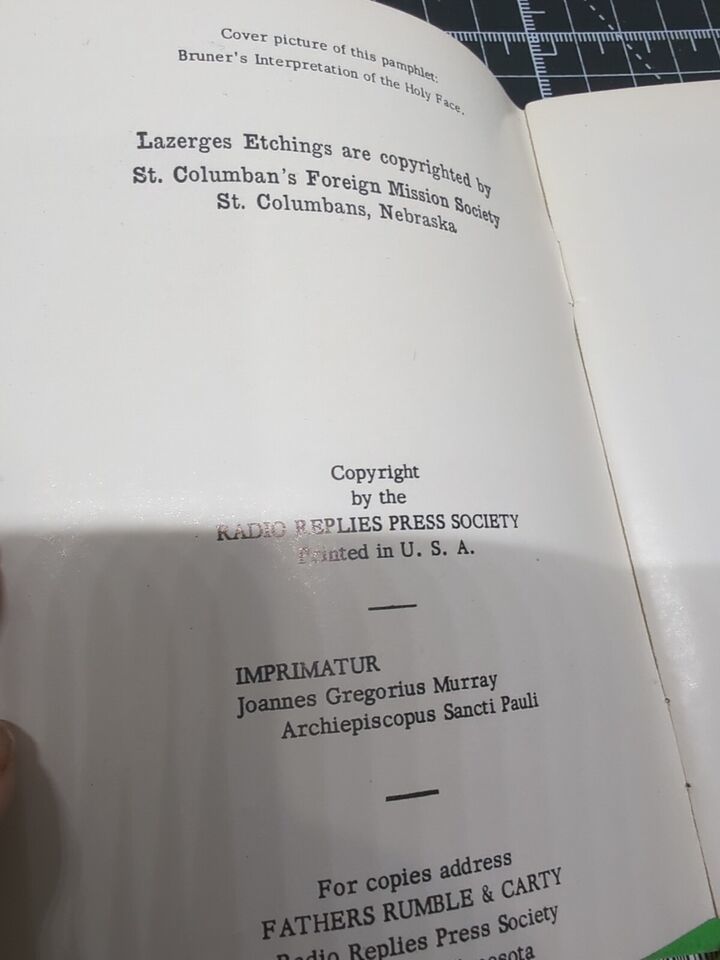 Cover picture of this pamphlet:
Bruner's Interpretation of the Holy Face.
Lazerges Etchings are copyrighted by
St. Columban's Foreign Mission Society
St. Columbans, Nebraska
Copyright
by the
RADIO REPLIES PRESS SOCIETY
Printed in U. S. A.
IMPRIMATUR
Joannes Gregorius Murray
Archiepiscopus Sancti Pauli
For copies address
FATHERS RUMBLE & CARTY
Radio Replies Press Society